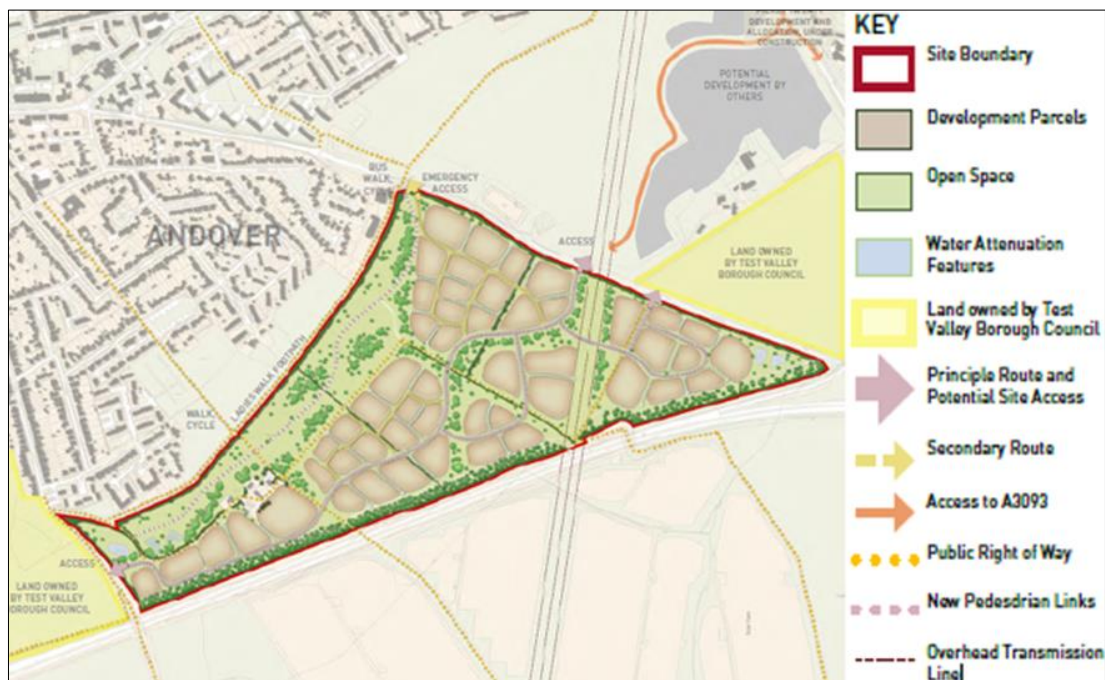 DEVELOPMENT AND
ALLOCATION, UNDER
CONSTRUCTION
POTENTIAL
DEVELOPMENT BY
OTHERS
BUS
WALK,
CYCLE
EMERGENCY
ACCESS
ANDOVER
ACCESS
LAND OWNED
BY TEST VALLEY
BOROUGH COUNCIL
LADIES WALK FOOTPATH
WALK,
CYCLE
ACCESS
LAND OWNED
BY TEST VALLEY
BOROUGH COUNCIL
KEY
Site Boundary
Development Parcels
Open Space
Water Attenuation
Features
Land owned by Test
Valley Borough Council
Principle Route and
Potential Site Access
Secondary Route
Access to A3093
Public Right of Way
New Pedesdrian Links
Overhead Transmission
Line